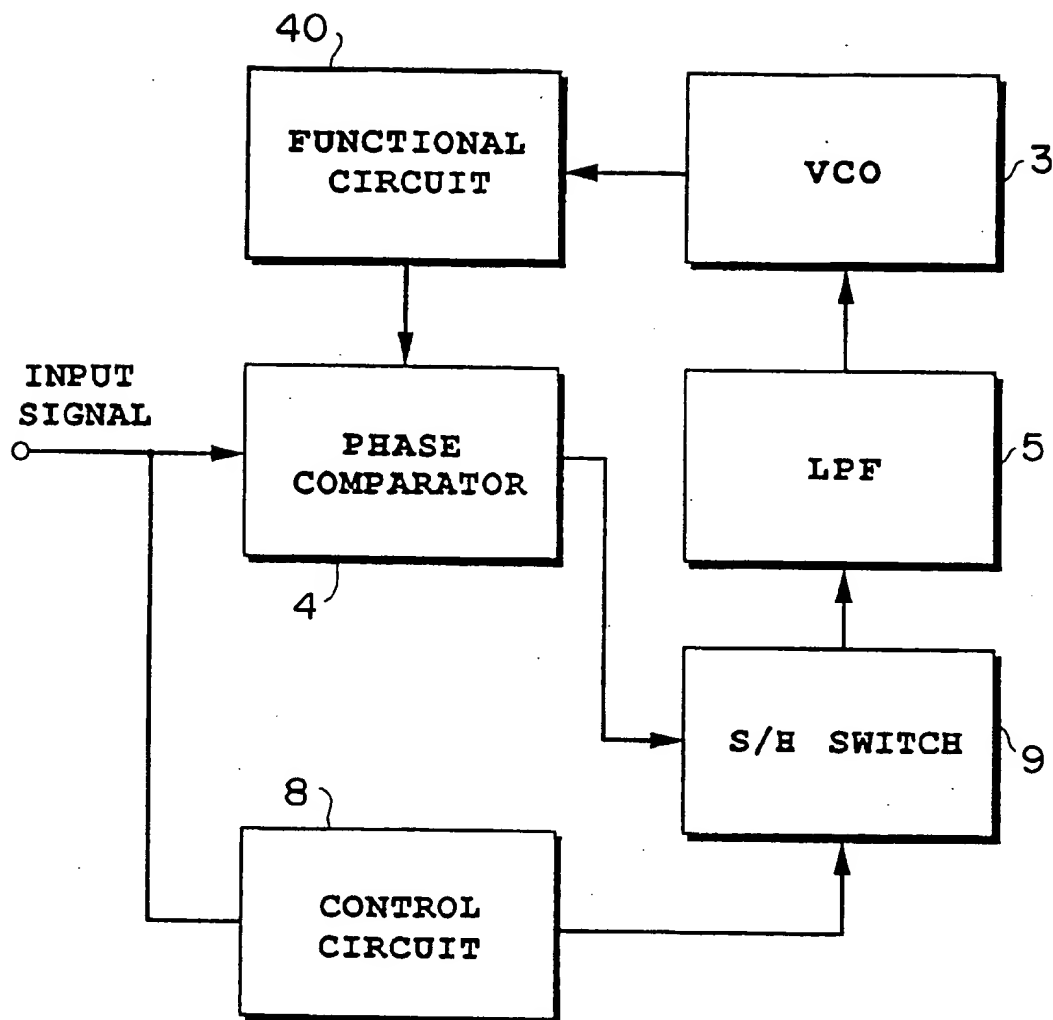 40
FUNCTIONAL
CIRCUIT
VCO
3
INPUT
SIGNAL
PHASE
COMPARATOR
4
LPF
5
S/H SWITCH
9
8
CONTROL
CIRCUIT